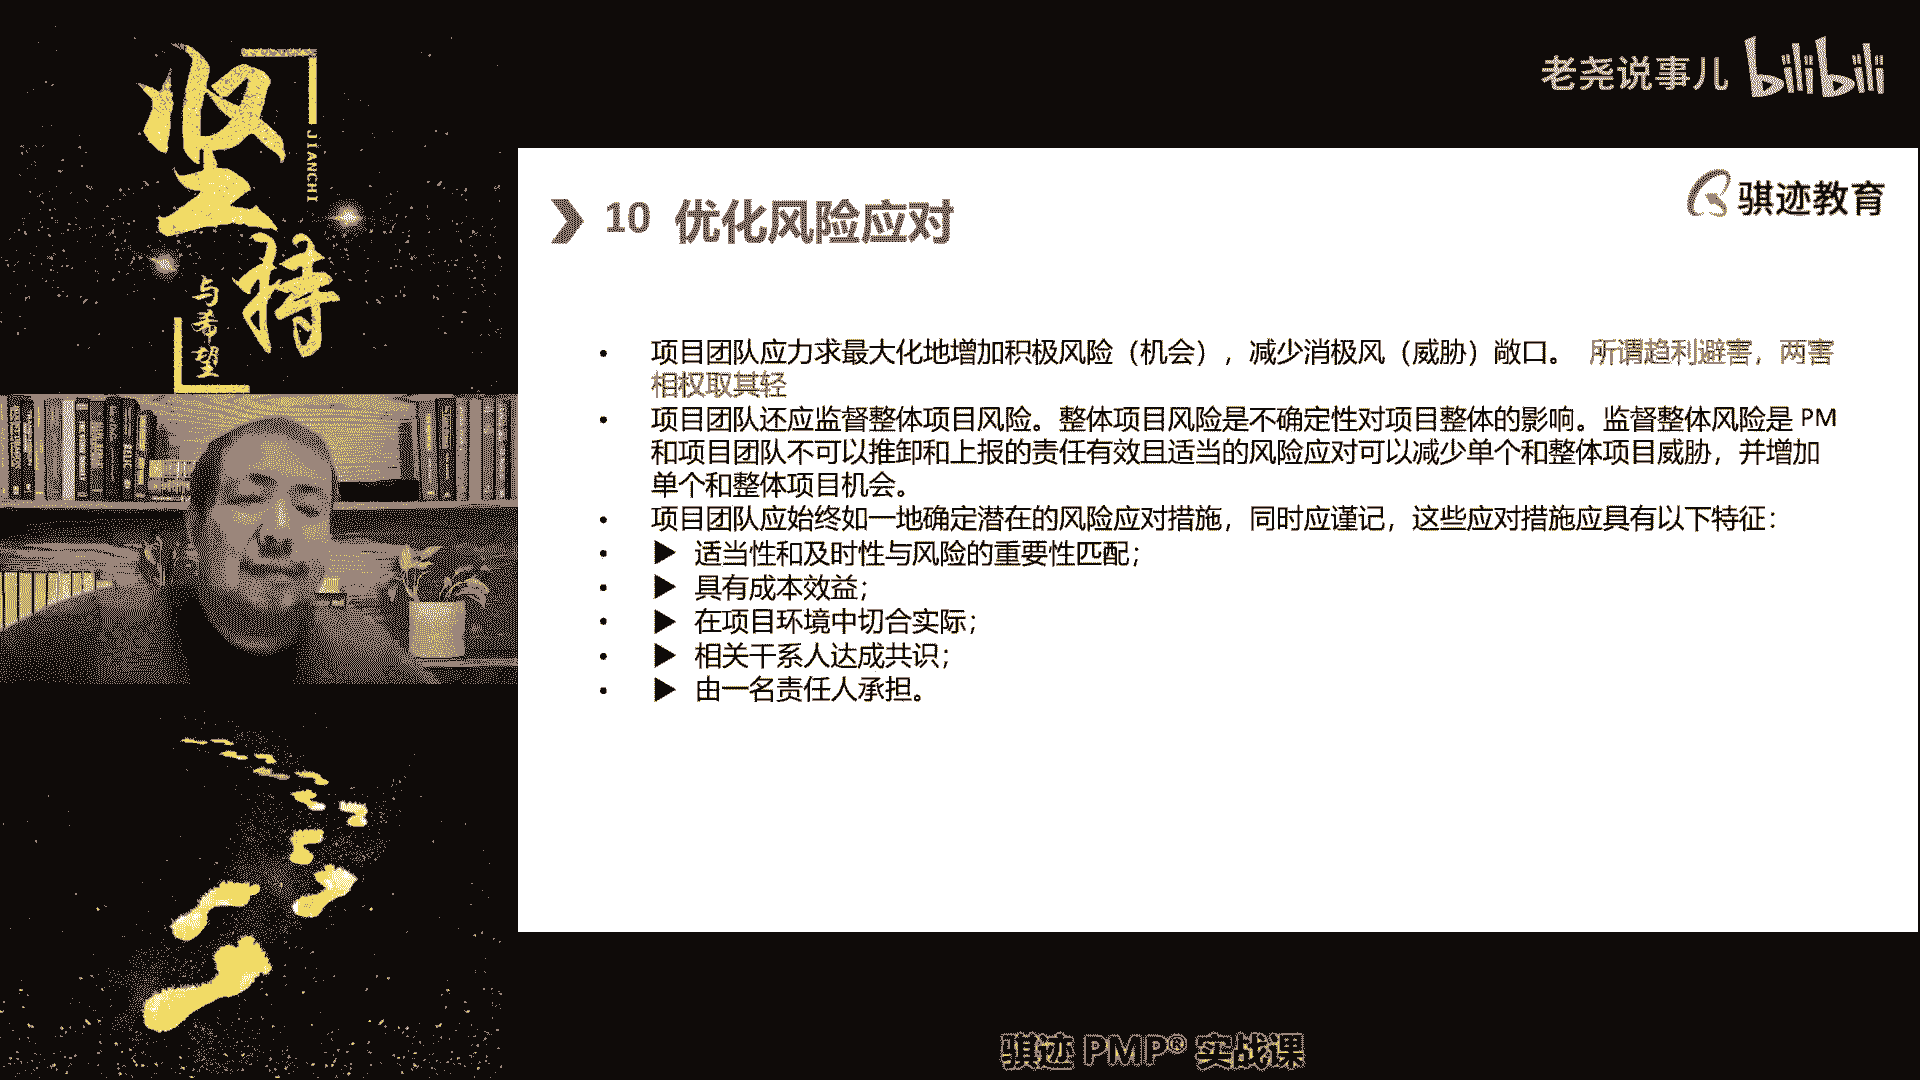 坚持
JIANCHI
与希望
老尧说事儿 bilibili
骐迹教育
10 优化风险应对
• 项目团队应力求最大化地增加积极风险（机会），减少消极风（威胁）敞口。 所谓趋利避害，两害
相权取其轻
• 项目团队还应监督整体项目风险。整体项目风险是不确定性对项目整体的影响。监督整体风险是 PM
和项目团队不可以推卸和上报的责任有效且适当的风险应对可以减少单个和整体项目威胁，并增加
单个和整体项目机会。
• 项目团队应始终如一地确定潜在的风险应对措施，同时应谨记，这些应对措施应具有以下特征：
• ▶ 适当性和及时性与风险的重要性匹配；
• ▶ 具有成本效益；
• ▶ 在项目环境中切合实际；
• ▶ 相关干系人达成共识；
• ▶ 由一名责任人承担。
骐迹 PMP® 实战课